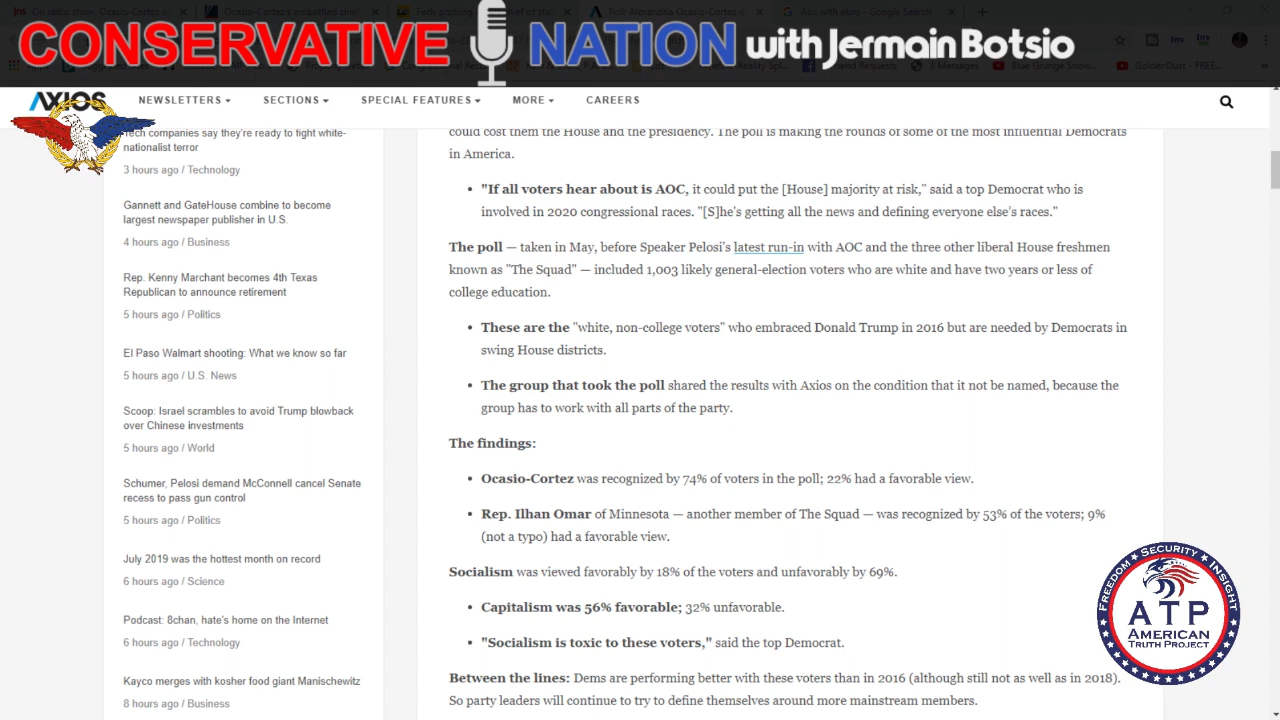 CONSERVATIVE NATION with Jermain Botsio
AXIOS
NEWSLETTERS
SECTIONS
SPECIAL FEATURES
MORE
CAREERS
Tech companies say they're ready to fight white-
nationalist terror
3 hours ago / Technology
Gannett and GateHouse combine to become
largest newspaper publisher in U.S.
4 hours ago / Business
Rep. Kenny Marchant becomes 4th Texas
Republican to announce retirement
5 hours ago / Politics
El Paso Walmart shooting: What we know so far
5 hours ago / U.S. News
Scoop: Israel scrambles to avoid Trump blowback
over Chinese investments
5 hours ago / World
Schumer, Pelosi demand McConnell cancel Senate
recess to pass gun control
5 hours ago / Politics
July 2019 was the hottest month on record
6 hours ago / Science
Podcast: 8chan, hate's home on the Internet
6 hours ago / Technology
Kayco merges with kosher food giant Manischewitz
8 hours ago / Business
could cost them the House and the presidency. The poll is making the rounds of some of the most influential Democrats
in America.
• "If all voters hear about is AOC, it could put the [House] majority at risk," said a top Democrat who is
involved in 2020 congressional races. "[S]he's getting all the news and defining everyone else's races."
The poll — taken in May, before Speaker Pelosi's latest run-in with AOC and the three other liberal House freshmen
known as "The Squad" — included 1,003 likely general-election voters who are white and have two years or less of
college education.
• These are the "white, non-college voters" who embraced Donald Trump in 2016 but are needed by Democrats in
swing House districts.
• The group that took the poll shared the results with Axios on the condition that it not be named, because the
group has to work with all parts of the party.
The findings:
• Ocasio-Cortez was recognized by 74% of voters in the poll; 22% had a favorable view.
• Rep. Ilhan Omar of Minnesota — another member of The Squad — was recognized by 53% of the voters; 9%
(not a typo) had a favorable view.
Socialism was viewed favorably by 18% of the voters and unfavorably by 69%.
• Capitalism was 56% favorable; 32% unfavorable.
• "Socialism is toxic to these voters," said the top Democrat.
Between the lines: Dems are performing better with these voters than in 2016 (although still not as well as in 2018).
So party leaders will continue to try to define themselves around more mainstream members.
FREEDOM SECURITY INSIGHT
ATP
AMERICAN
TRUTH PROJECT